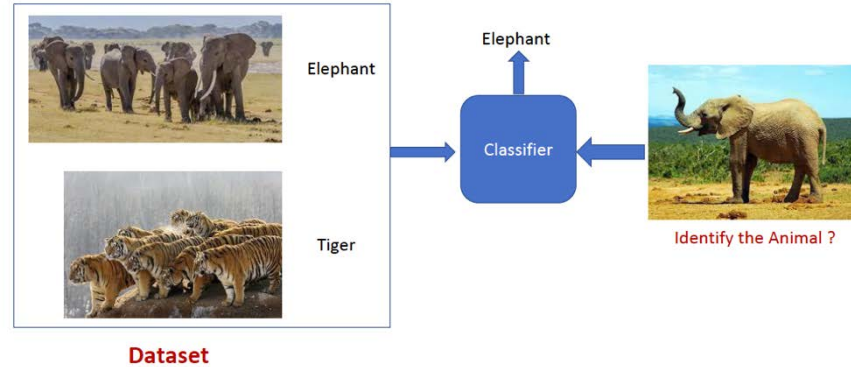 Elephant
Tiger
Dataset
Elephant
Classifier
Identify the Animal ?